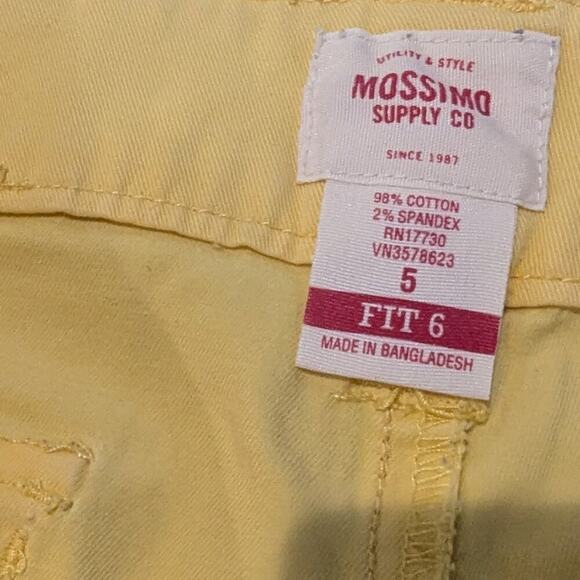 UTILITY & STYLE
MOSSIMO
SUPPLY CO
SINCE 1987
98% COTTON
2% SPANDEX
RN17730
VN3578623
5
FIT 6
MADE IN BANGLADESH